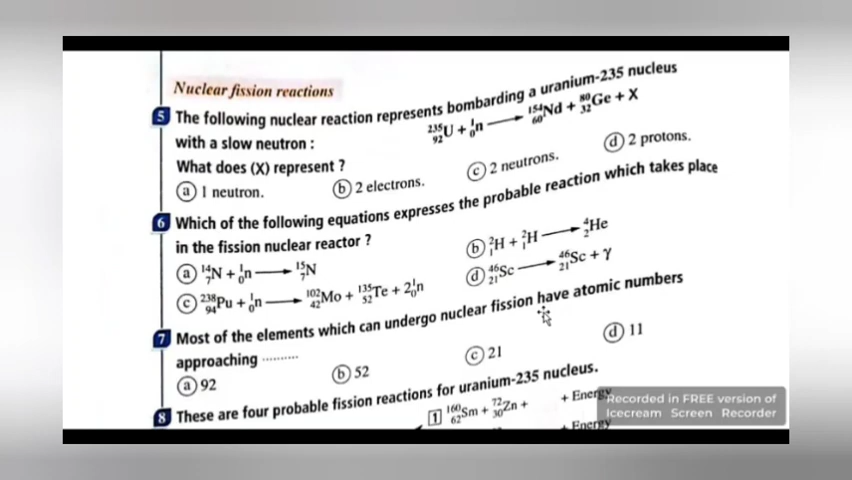 Nuclear fission reactions
5 The following nuclear reaction represents bombarding a uranium-235 nucleus
with a slow neutron : ²³⁵₉₂U + ¹₀n ⟶ ¹⁵⁴₆₀Nd + ⁸⁰₃₂Ge + X
What does (X) represent ?
ⓐ 1 neutron. ⓑ 2 electrons. ⓒ 2 neutrons. ⓓ 2 protons.
6 Which of the following equations expresses the probable reaction which takes place
in the fission nuclear reactor ?
ⓐ ¹⁴₇N + ¹₀n ⟶ ¹⁵₇N ⓑ ²₁H + ²₁H ⟶ ⁴₂He
ⓒ ²³⁸₉₄Pu + ¹₀n ⟶ ¹⁰²₄₂Mo + ¹³⁵₅₂Te + 2¹₀n ⓓ ⁴⁶₂₁Sc ⟶ ⁴⁶₂₁Sc + γ
7 Most of the elements which can undergo nuclear fission have atomic numbers
approaching ..........
ⓐ 92 ⓑ 52 ⓒ 21 ⓓ 11
8 These are four probable fission reactions for uranium-235 nucleus.
1 ¹⁶⁰₆₂Sm + ⁷²₃₀Zn + + Energy
+ Energy
Recorded in FREE version of
Icecream Screen Recorder